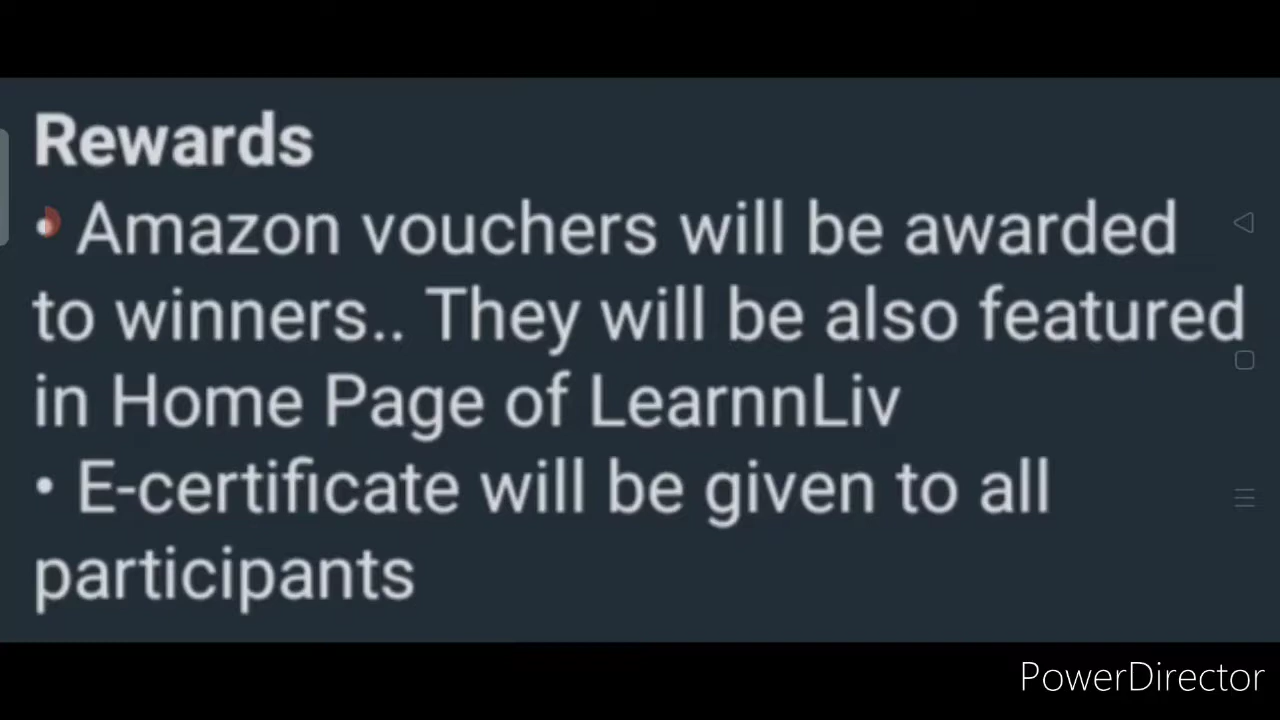 Rewards
• Amazon vouchers will be awarded
to winners.. They will be also featured
in Home Page of LearnnLiv
• E-certificate will be given to all
participants
PowerDirector